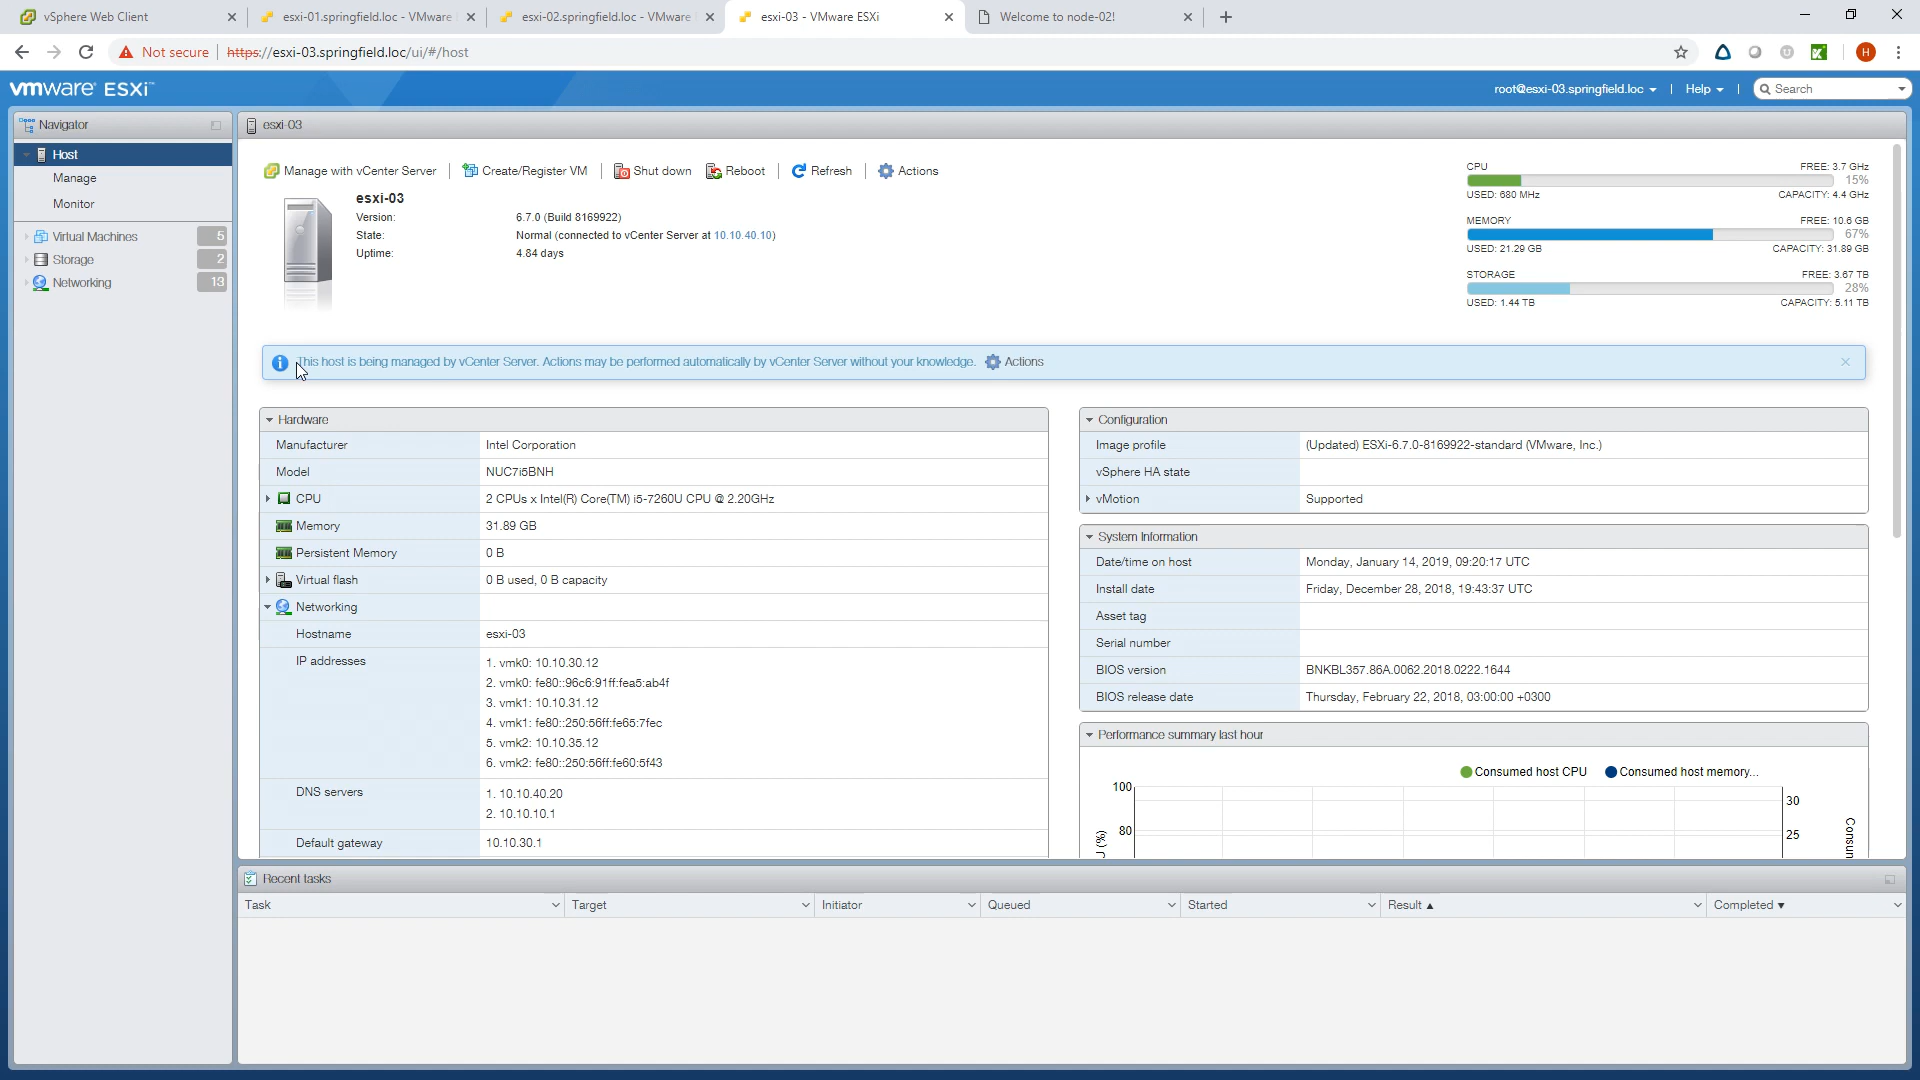 vSphere Web Client
esxi-01.springfield.loc - VMware
esxi-02.springfield.loc - VMware
esxi-03 - VMware ESXi
Welcome to node-02!
Not secure
https://esxi-03.springfield.loc/ui/#/host
H
vmware ESXi™
root@esxi-03.springfield.loc
Help
Search
Navigator
Host
Manage
Monitor
Virtual Machines 5
Storage 2
Networking 13
esxi-03
Manage with vCenter Server
Create/Register VM
Shut down
Reboot
Refresh
Actions
esxi-03
Version: 6.7.0 (Build 8169922)
State: Normal (connected to vCenter Server at 10.10.40.10)
Uptime: 4.84 days
CPU FREE: 3.7 GHz
15%
USED: 680 MHz CAPACITY: 4.4 GHz
MEMORY FREE: 10.6 GB
67%
USED: 21.29 GB CAPACITY: 31.89 GB
STORAGE FREE: 3.67 TB
28%
USED: 1.44 TB CAPACITY: 5.11 TB
This host is being managed by vCenter Server. Actions may be performed automatically by vCenter Server without your knowledge. Actions
Hardware
Manufacturer Intel Corporation
Model NUC7i5BNH
CPU 2 CPUs x Intel(R) Core(TM) i5-7260U CPU @ 2.20GHz
Memory 31.89 GB
Persistent Memory 0 B
Virtual flash 0 B used, 0 B capacity
Networking
Hostname esxi-03
IP addresses 1. vmk0: 10.10.30.12
2. vmk0: fe80::96c6:91ff:fea5:ab4f
3. vmk1: 10.10.31.12
4. vmk1: fe80::250:56ff:fe65:7fec
5. vmk2: 10.10.35.12
6. vmk2: fe80::250:56ff:fe60:5f43
DNS servers 1. 10.10.40.20
2. 10.10.10.1
Default gateway 10.10.30.1
Configuration
Image profile (Updated) ESXi-6.7.0-8169922-standard (VMware, Inc.)
vSphere HA state
vMotion Supported
System Information
Date/time on host Monday, January 14, 2019, 09:20:17 UTC
Install date Friday, December 28, 2018, 19:43:37 UTC
Asset tag
Serial number
BIOS version BNKBL357.86A.0062.2018.0222.1644
BIOS release date Thursday, February 22, 2018, 03:00:00 +0300
Performance summary last hour
Consumed host CPU
Consumed host memory...
100
80
30
25
(%)
Consum
Recent tasks
Task
Target
Initiator
Queued
Started
Result
Completed